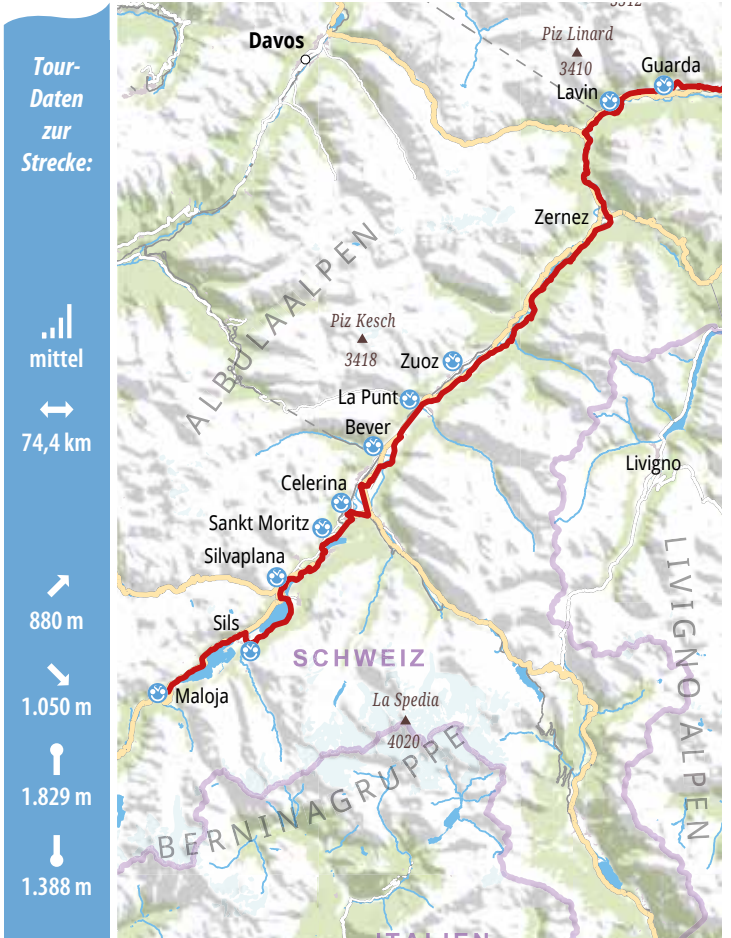 Tour-
Daten
zur
Strecke:
mittel
74,4 km
880 m
1.050 m
1.829 m
1.388 m
Davos
Piz Linard
3410
Guarda
Lavin
Zernez
ALBULAALPEN
Piz Kesch
3418
Zuoz
La Punt
Bever
Livigno
Celerina
Sankt Moritz
Silvaplana
Sils
SCHWEIZ
LIVIGNO ALPEN
Maloja
La Spedia
4020
BERNINAGRUPPE